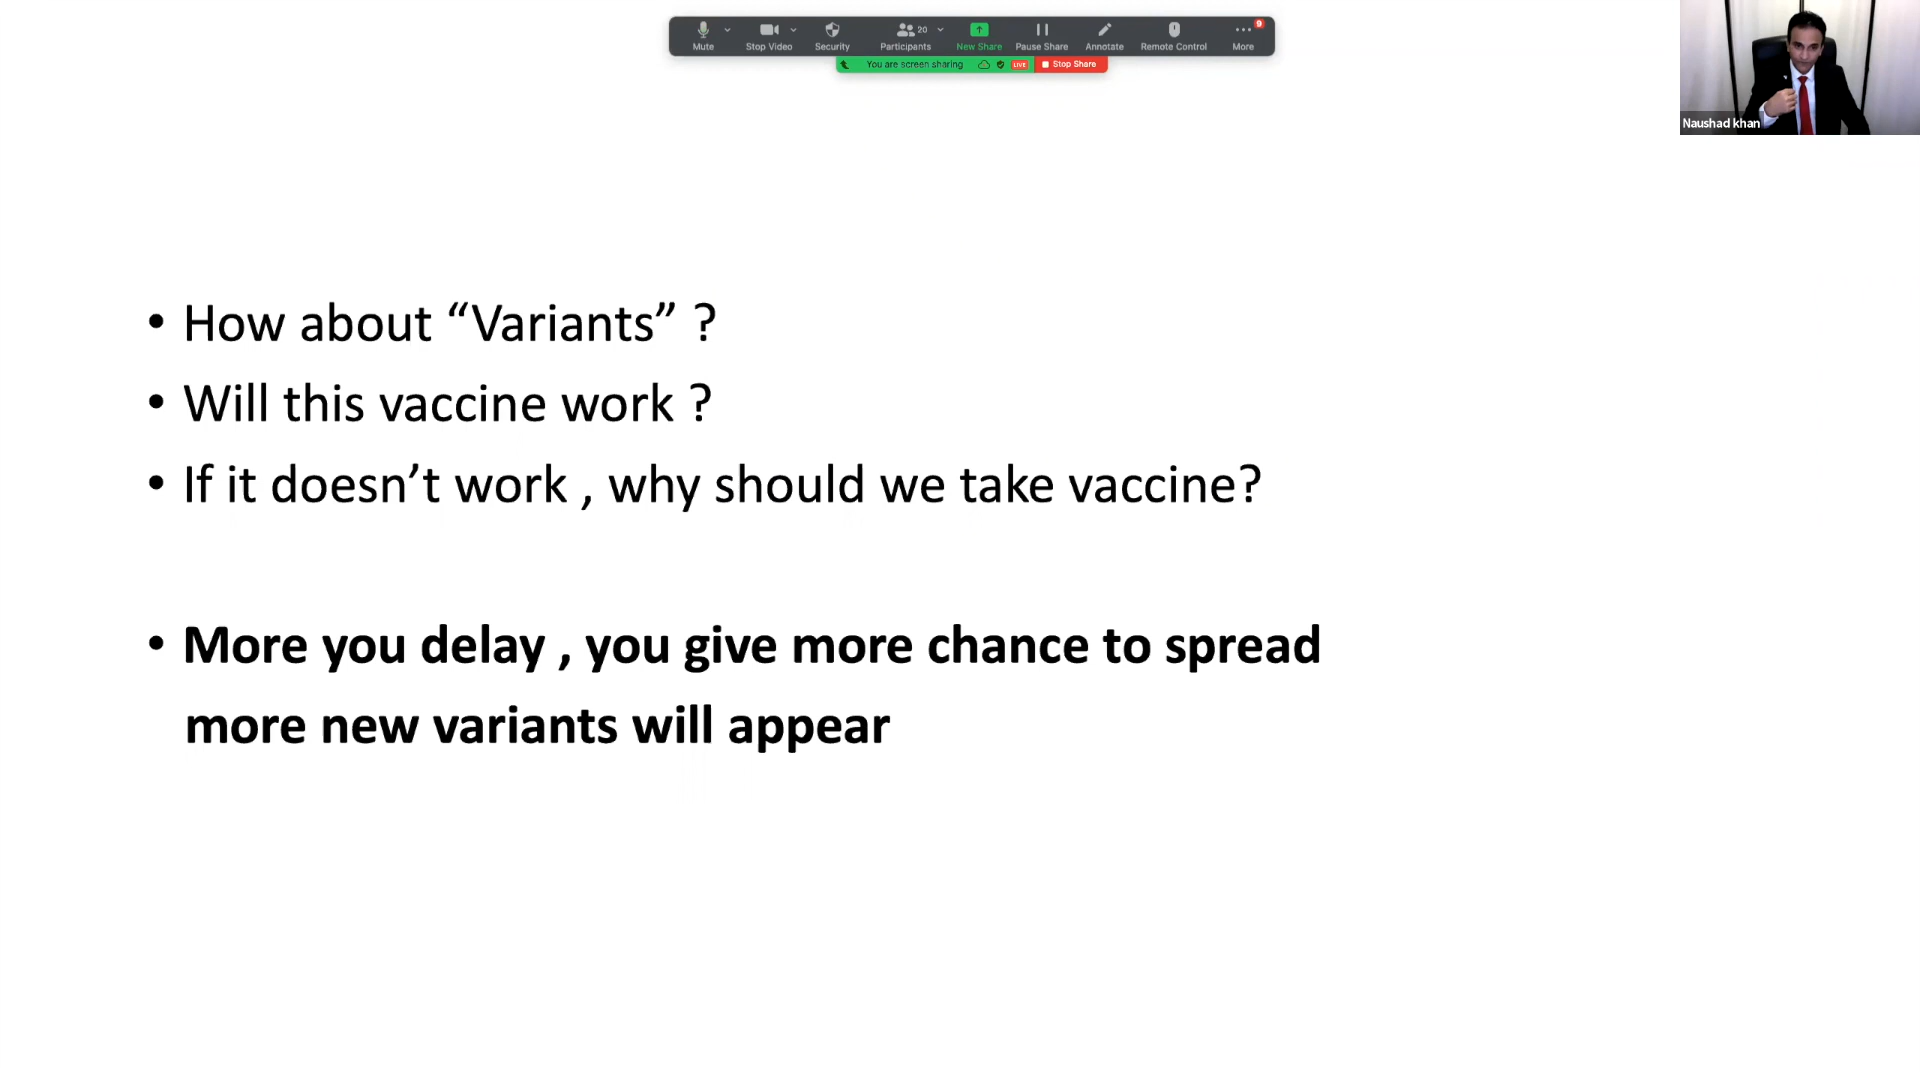 Mute
Stop Video
Security
20
Participants
New Share
Pause Share
Annotate
Remote Control
9
More
You are screen sharing
LIVE
Stop Share
Naushad khan
• How about “Variants” ?
• Will this vaccine work ?
• If it doesn’t work , why should we take vaccine?
• More you delay , you give more chance to spread
more new variants will appear